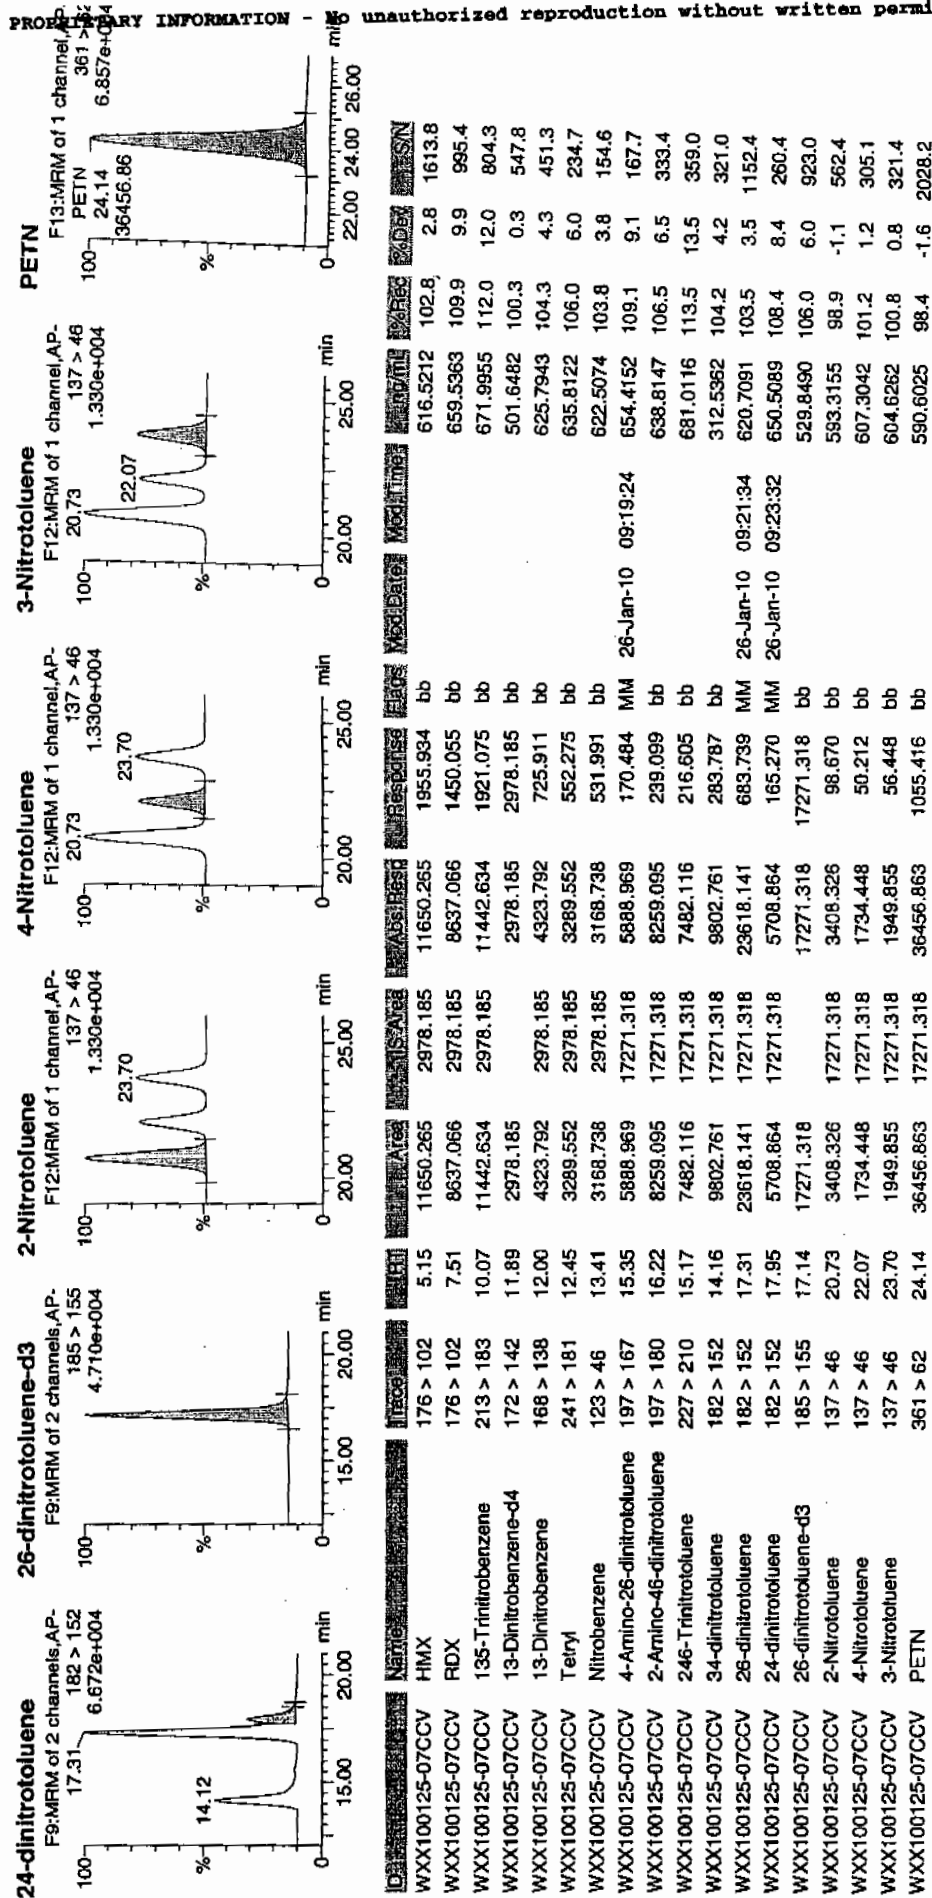 PROPRIETARY INFORMATION - No unauthorized reproduction without written permi
24-dinitrotoluene
F9:MRM of 2 channels,AP-
182 > 152
6.672e+004
100
17.31
14.12
%
0
15.00 20.00 min
26-dinitrotoluene-d3
F9:MRM of 2 channels,AP-
185 > 155
4.710e+004
100
%
0
15.00 20.00 min
2-Nitrotoluene
F12:MRM of 1 channel,AP-
137 > 46
1.330e+004
100
23.70
%
0
20.00 25.00 min
4-Nitrotoluene
F12:MRM of 1 channel,AP-
20.73 137 > 46
1.330e+004
100
23.70
%
0
20.00 25.00 min
3-Nitrotoluene
F12:MRM of 1 channel,AP-
20.73 137 > 46
1.330e+004
100
22.07
%
0
20.00 25.00 min
PETN
F13:MRM of 1 channel,AP-
PETN 361 >
24.14 6.857e+
36456.86
100
%
0
22.00 24.00 26.00 min
ID Name Trace RT Area IS Area Abs.Resp Response Flags Mod.Date Mod.Time ng/mL %Rec %Dev S/N
WXX100125-07CCV HMX 176 > 102 5.15 11650.265 2978.185 11650.265 1955.934 bb 616.5212 102.8 2.8 1613.8
WXX100125-07CCV RDX 176 > 102 7.51 8637.066 2978.185 8637.066 1450.055 bb 659.5363 109.9 9.9 995.4
WXX100125-07CCV 135-Trinitrobenzene 213 > 183 10.07 11442.634 2978.185 11442.634 1921.075 bb 671.9955 112.0 12.0 804.3
WXX100125-07CCV 13-Dinitrobenzene-d4 172 > 142 11.89 2978.185 2978.185 2978.185 bb 501.6482 100.3 0.3 547.8
WXX100125-07CCV 13-Dinitrobenzene 168 > 138 12.00 4323.792 2978.185 4323.792 725.911 bb 625.7943 104.3 4.3 451.3
WXX100125-07CCV Tetryl 241 > 181 12.45 3289.552 2978.185 3289.552 552.275 bb 635.8122 106.0 6.0 234.7
WXX100125-07CCV Nitrobenzene 123 > 46 13.41 3168.738 2978.185 3168.738 531.991 bb 622.5074 103.8 3.8 154.6
WXX100125-07CCV 4-Amino-26-dinitrotoluene 197 > 167 15.35 5888.969 17271.318 5888.969 170.484 MM 26-Jan-10 09:19:24 654.4152 109.1 9.1 167.7
WXX100125-07CCV 2-Amino-46-dinitrotoluene 197 > 180 16.22 8259.095 17271.318 8259.095 239.099 bb 638.8147 106.5 6.5 333.4
WXX100125-07CCV 246-Trinitrotoluene 227 > 210 15.17 7482.116 17271.318 7482.116 216.605 bb 681.0116 113.5 13.5 359.0
WXX100125-07CCV 34-dinitrotoluene 182 > 152 14.16 9802.761 17271.318 9802.761 283.787 bb 312.5362 104.2 4.2 321.0
WXX100125-07CCV 26-dinitrotoluene 182 > 152 17.31 23618.141 17271.318 23618.141 683.739 MM 26-Jan-10 09:21:34 620.7091 103.5 3.5 1152.4
WXX100125-07CCV 24-dinitrotoluene 182 > 152 17.95 5708.864 17271.318 5708.864 165.270 MM 26-Jan-10 09:23:32 650.5089 108.4 8.4 260.4
WXX100125-07CCV 26-dinitrotoluene-d3 185 > 155 17.14 17271.318 17271.318 17271.318 bb 529.8490 106.0 6.0 923.0
WXX100125-07CCV 2-Nitrotoluene 137 > 46 20.73 3408.326 17271.318 3408.326 98.670 bb 593.3155 98.9 -1.1 562.4
WXX100125-07CCV 4-Nitrotoluene 137 > 46 22.07 1734.448 17271.318 1734.448 50.212 bb 607.3042 101.2 1.2 305.1
WXX100125-07CCV 3-Nitrotoluene 137 > 46 23.70 1949.855 17271.318 1949.855 56.448 bb 604.6262 100.8 0.8 321.4
WXX100125-07CCV PETN 361 > 62 24.14 36456.863 17271.318 36456.863 1055.416 bb 590.6025 98.4 -1.6 2028.2